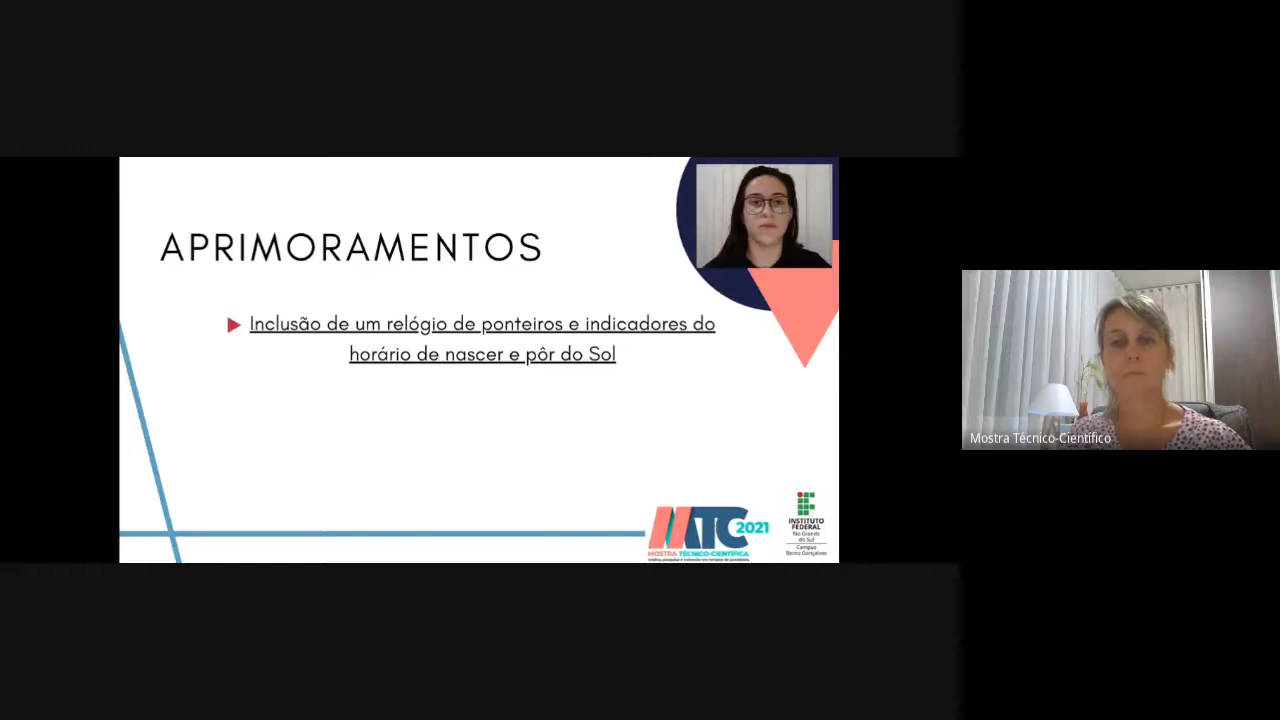 APRIMORAMENTOS
Inclusão de um relógio de ponteiros e indicadores do
horário de nascer e pôr do Sol
Mostra Técnico-Científico
MTC 2021
MOSTRA TÉCNICO-CIENTÍFICA
INSTITUTO
FEDERAL
Rio Grande
do Sul
Campus
Bento Gonçalves